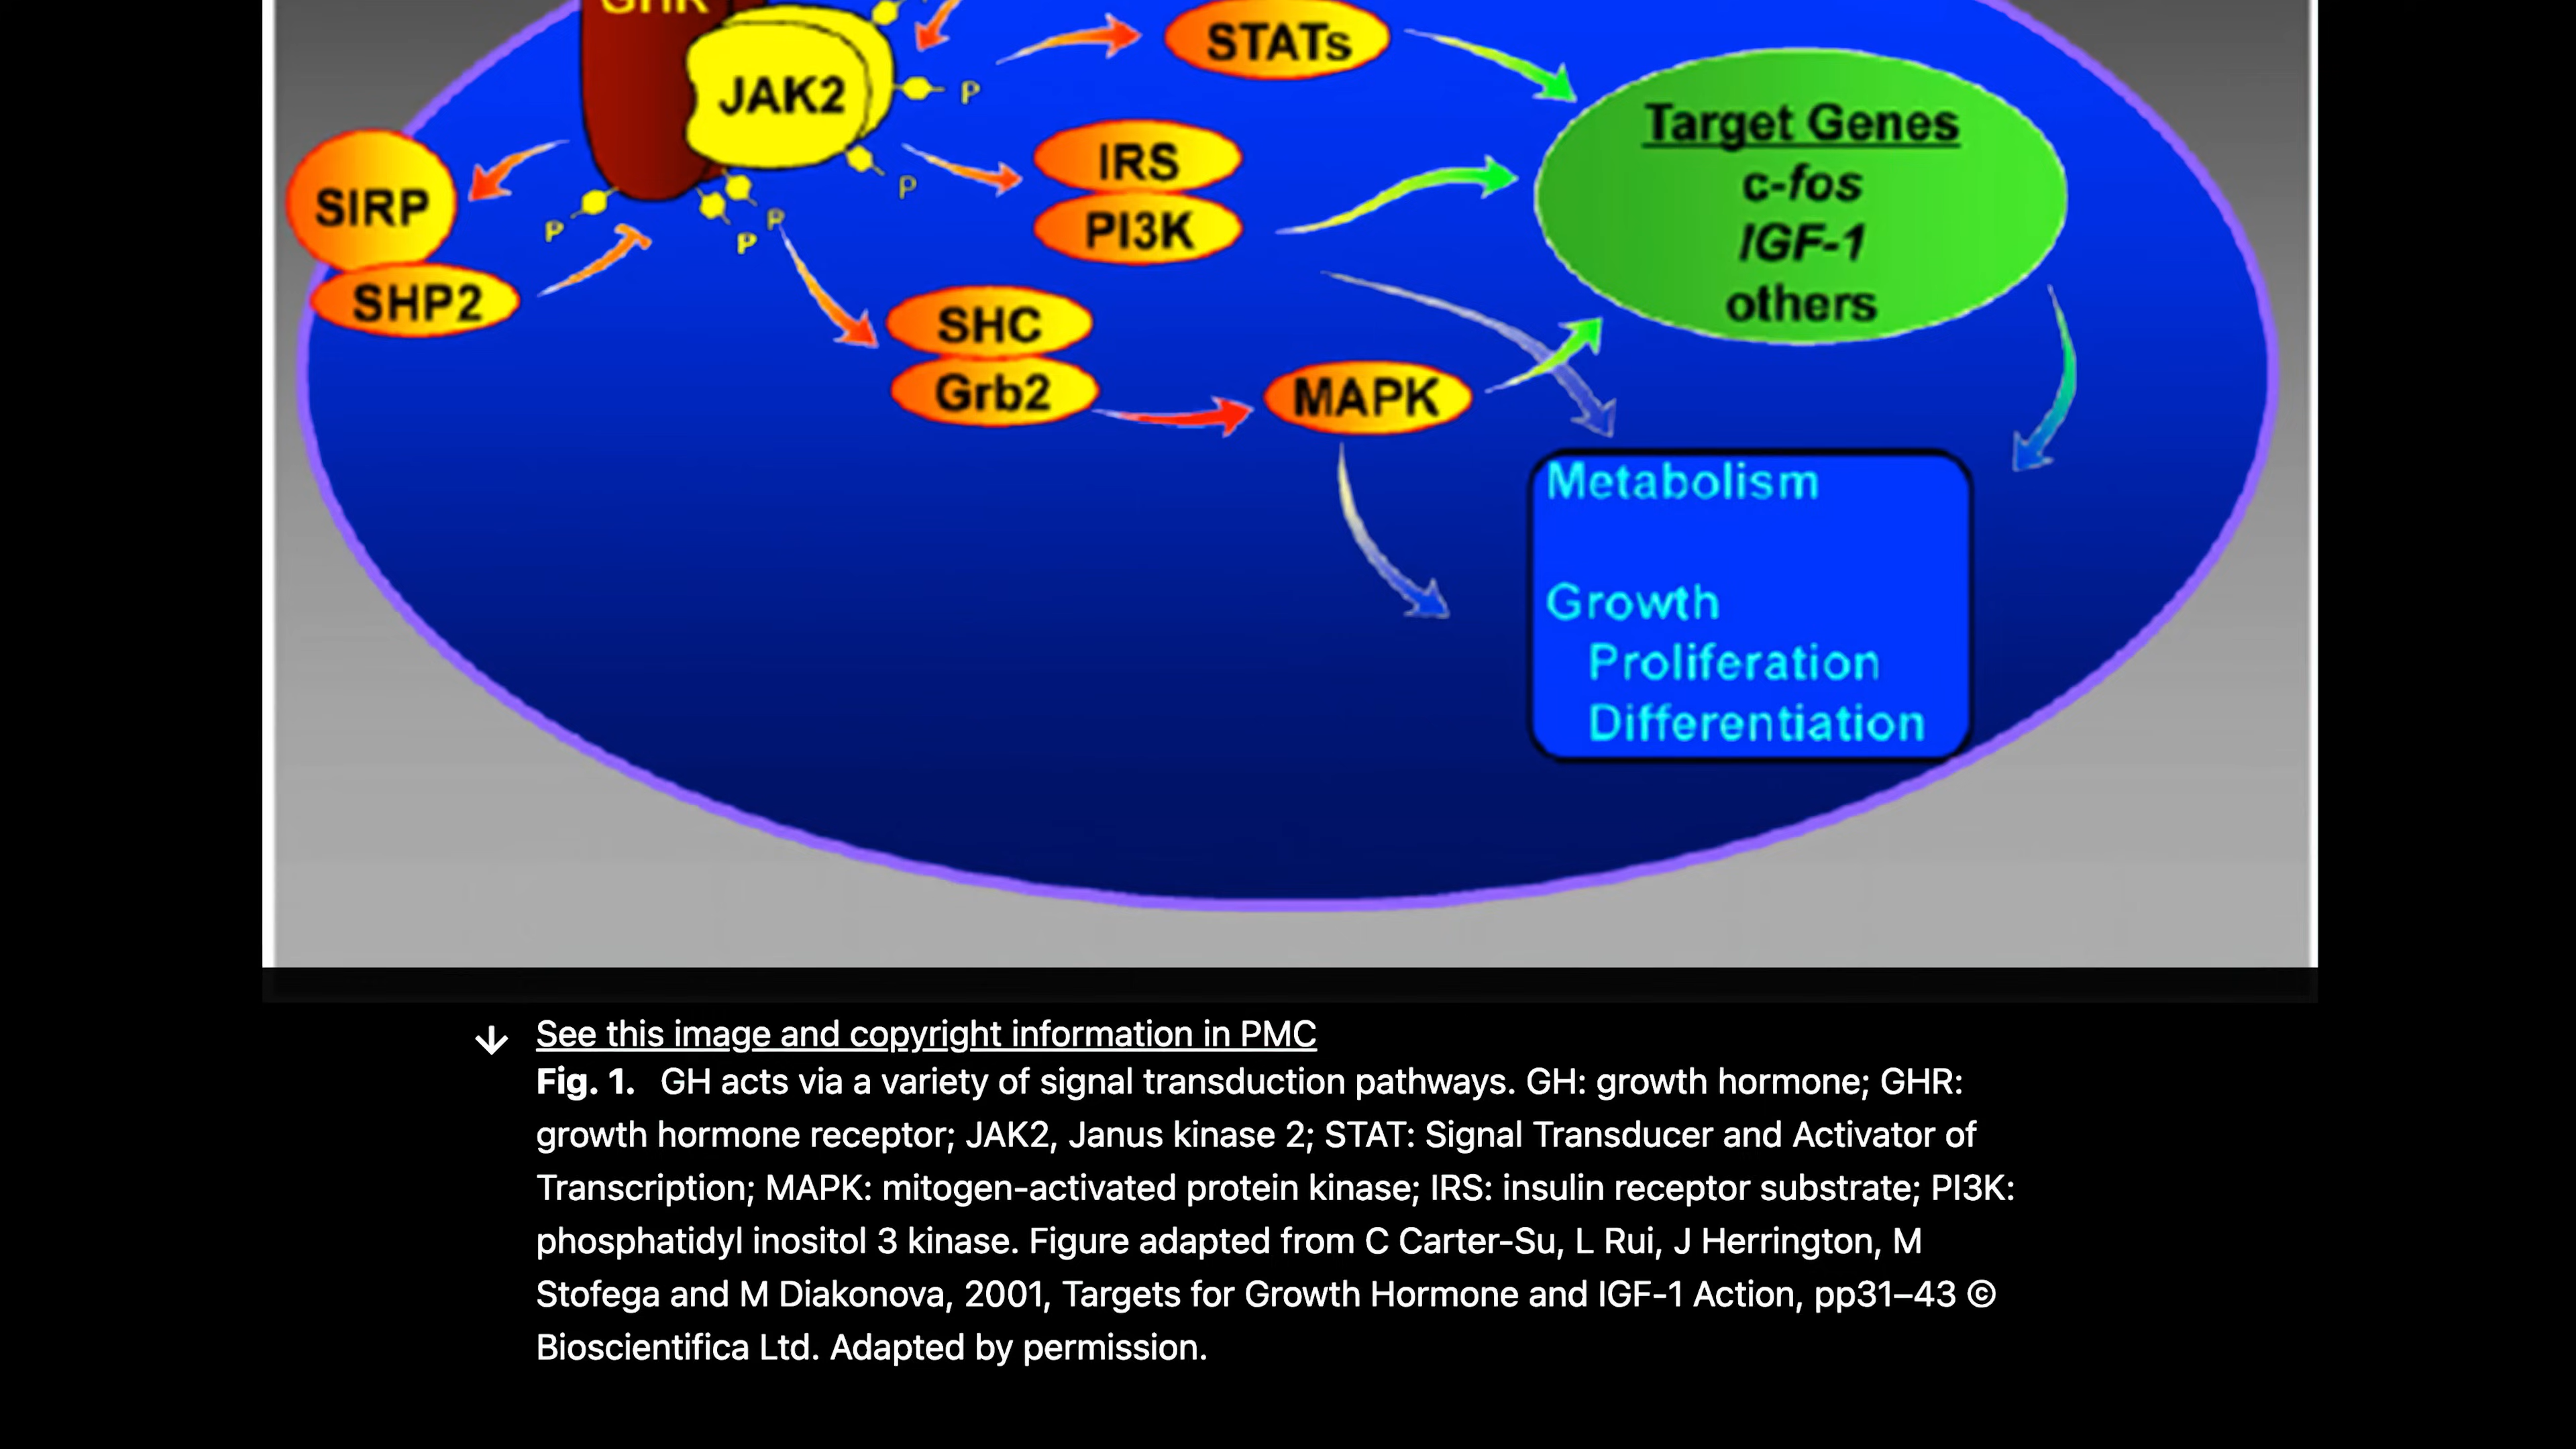 GHR
JAK2
STATs
P
SIRP
SHP2
P
P
P
P
IRS
PI3K
SHC
Grb2
MAPK
Target Genes
c-fos
IGF-1
others
Metabolism
Growth
Proliferation
Differentiation
See this image and copyright information in PMC
Fig. 1. GH acts via a variety of signal transduction pathways. GH: growth hormone; GHR:
growth hormone receptor; JAK2, Janus kinase 2; STAT: Signal Transducer and Activator of
Transcription; MAPK: mitogen-activated protein kinase; IRS: insulin receptor substrate; PI3K:
phosphatidyl inositol 3 kinase. Figure adapted from C Carter-Su, L Rui, J Herrington, M
Stofega and M Diakonova, 2001, Targets for Growth Hormone and IGF-1 Action, pp31–43 ©
Bioscientifica Ltd. Adapted by permission.